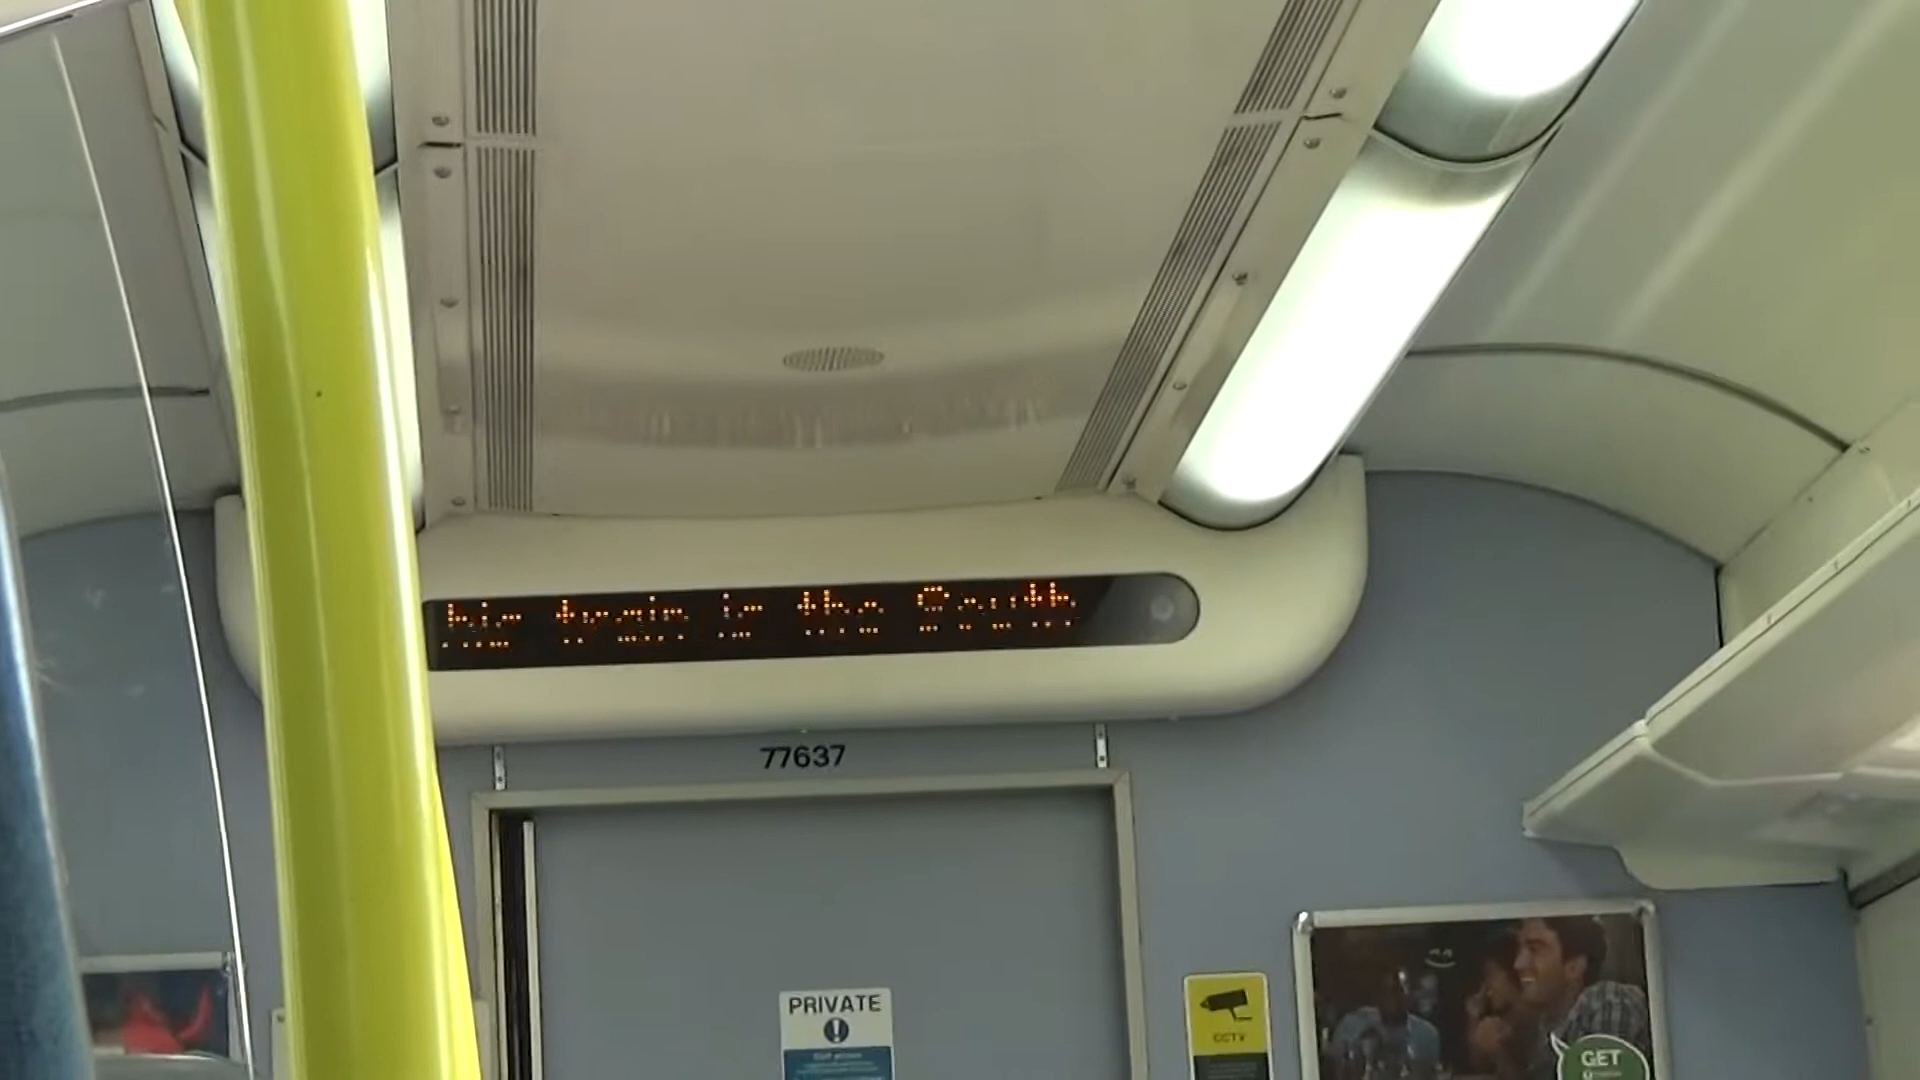 his train is the South
77637
PRIVATE
CCTV
GET